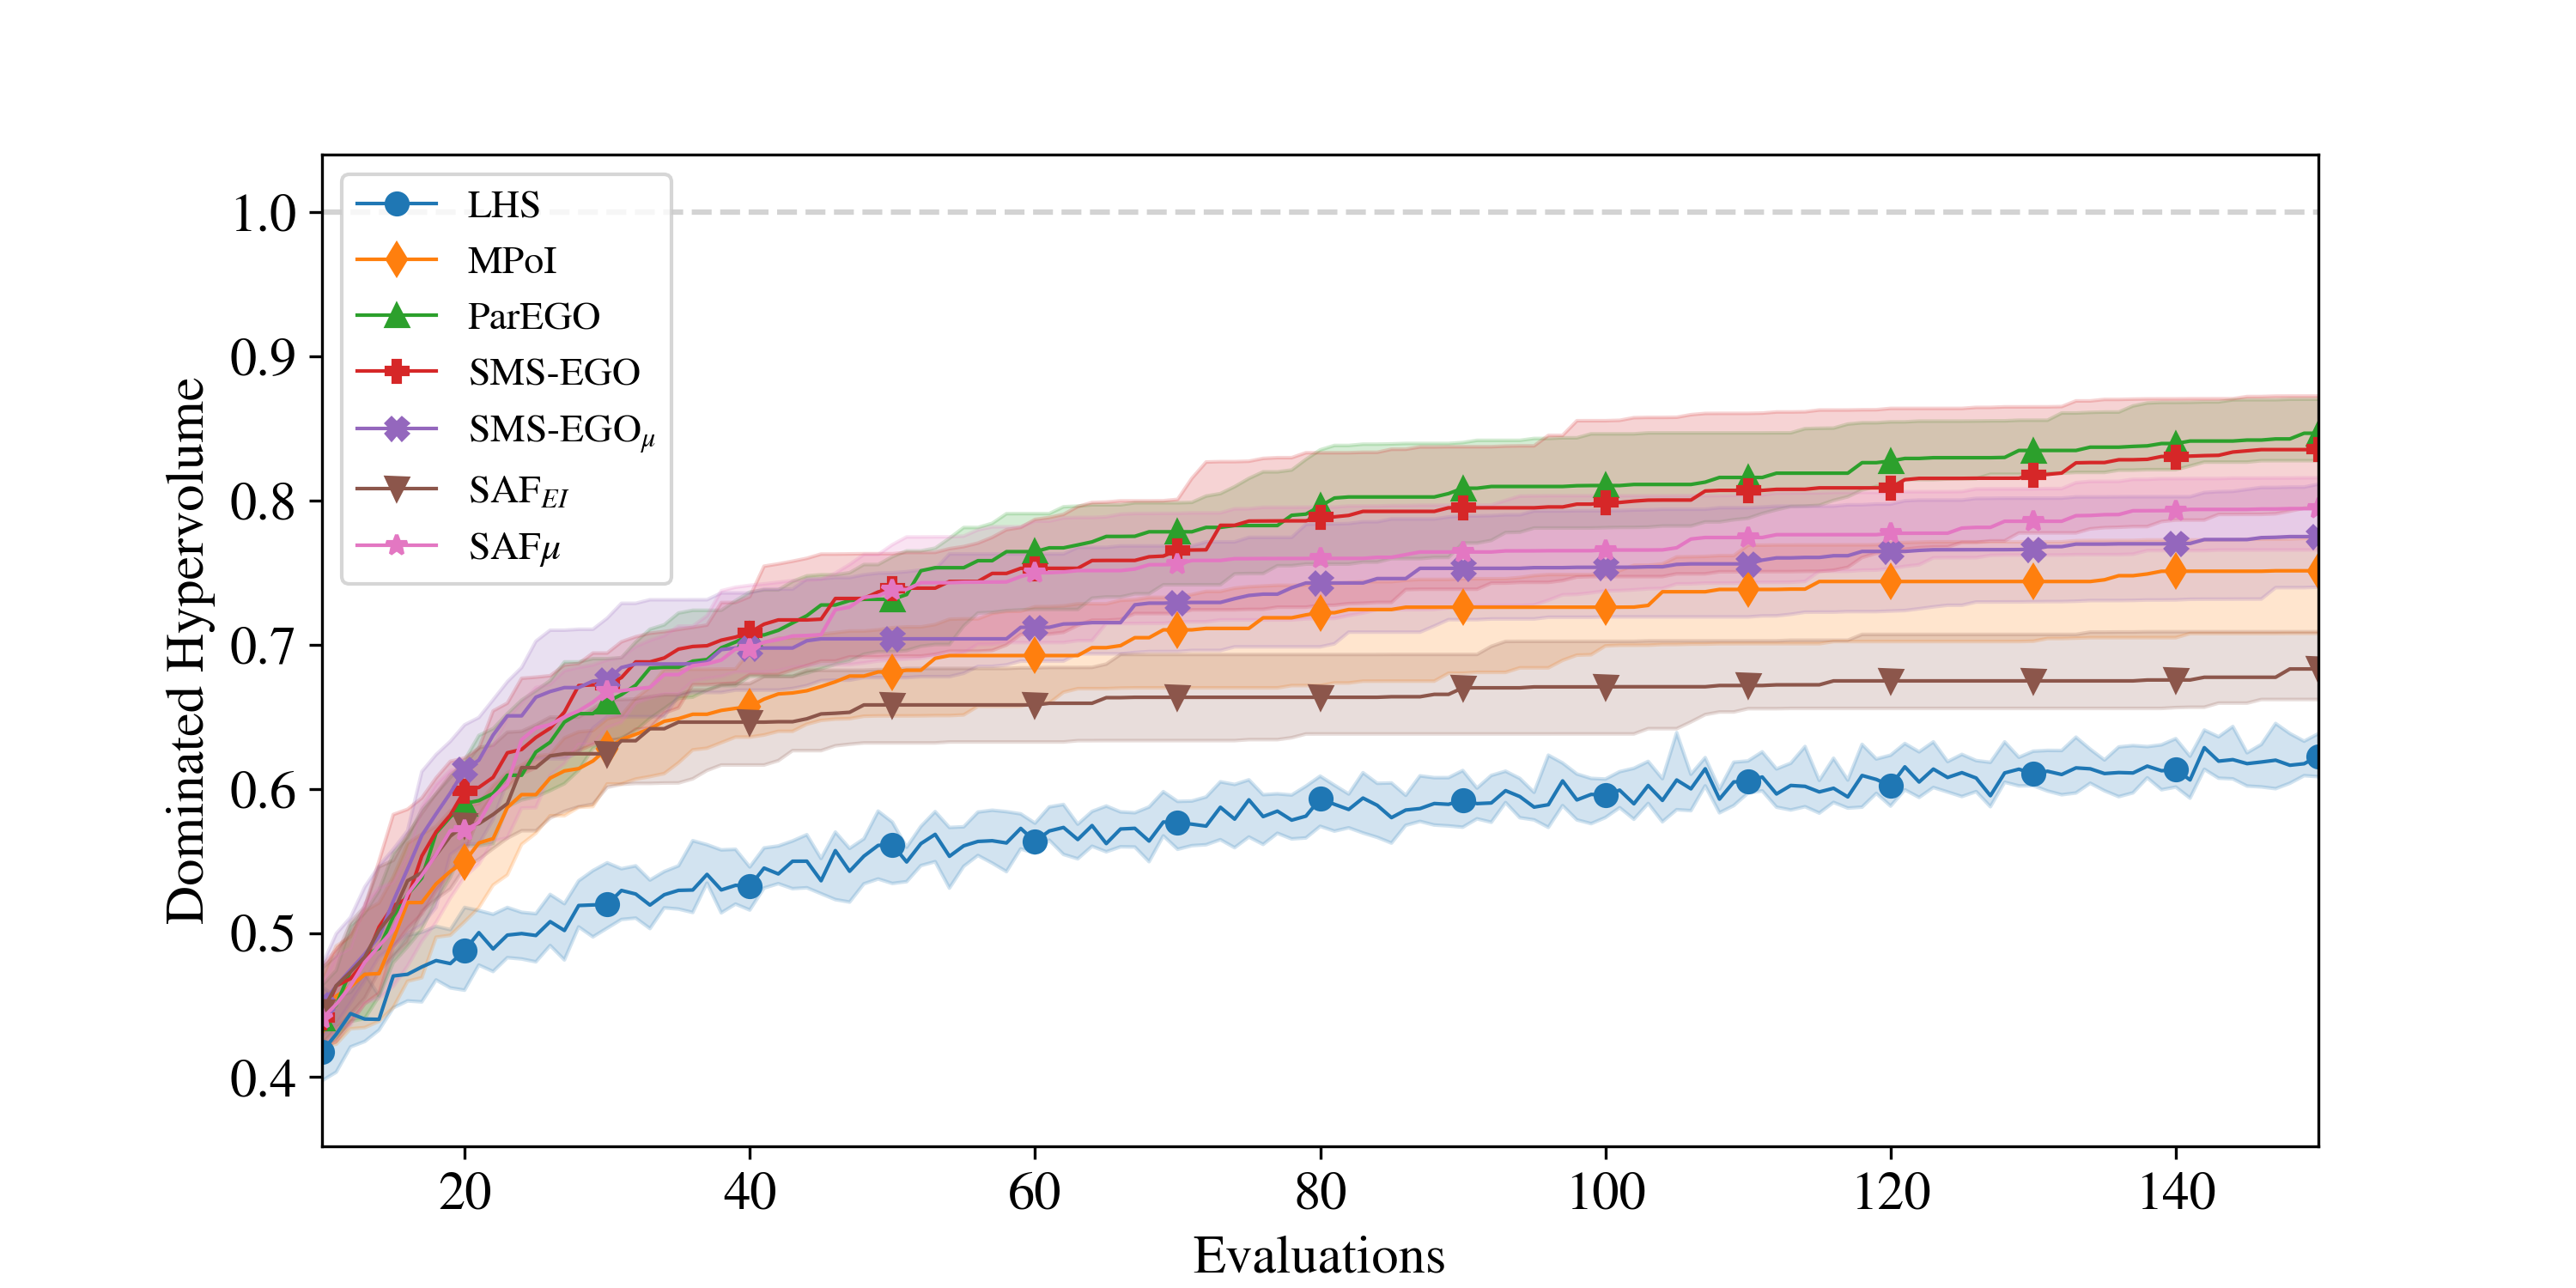 LHS
MPoI
ParEGO
SMS-EGO
SMS-EGOμ
SAFEI
SAFμ
1.0
0.9
0.8
0.7
0.6
0.5
0.4
Dominated Hypervolume
20 40 60 80 100 120 140
Evaluations